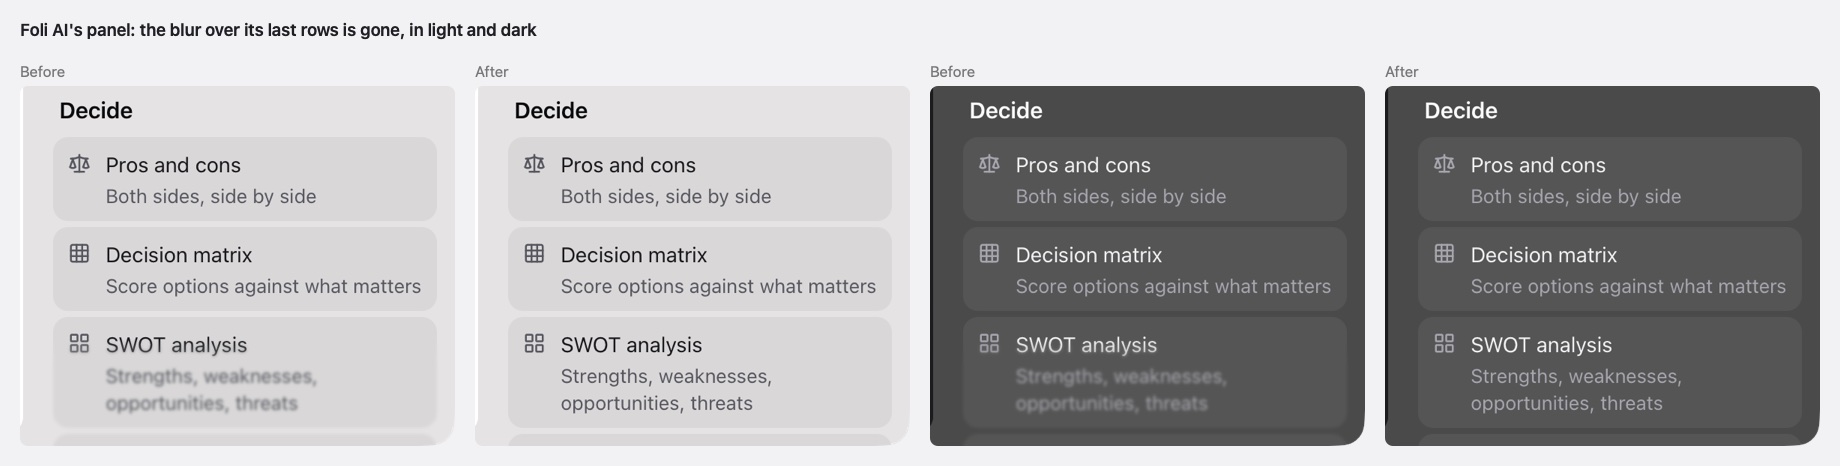 Foli AI's panel: the blur over its last rows is gone, in light and dark
Before
Decide
Pros and cons
Both sides, side by side
Decision matrix
Score options against what matters
SWOT analysis
Strengths, weaknesses,
opportunities, threats
After
Decide
Pros and cons
Both sides, side by side
Decision matrix
Score options against what matters
SWOT analysis
Strengths, weaknesses,
opportunities, threats
Before
Decide
Pros and cons
Both sides, side by side
Decision matrix
Score options against what matters
SWOT analysis
Strengths, weaknesses,
opportunities, threats
After
Decide
Pros and cons
Both sides, side by side
Decision matrix
Score options against what matters
SWOT analysis
Strengths, weaknesses,
opportunities, threats